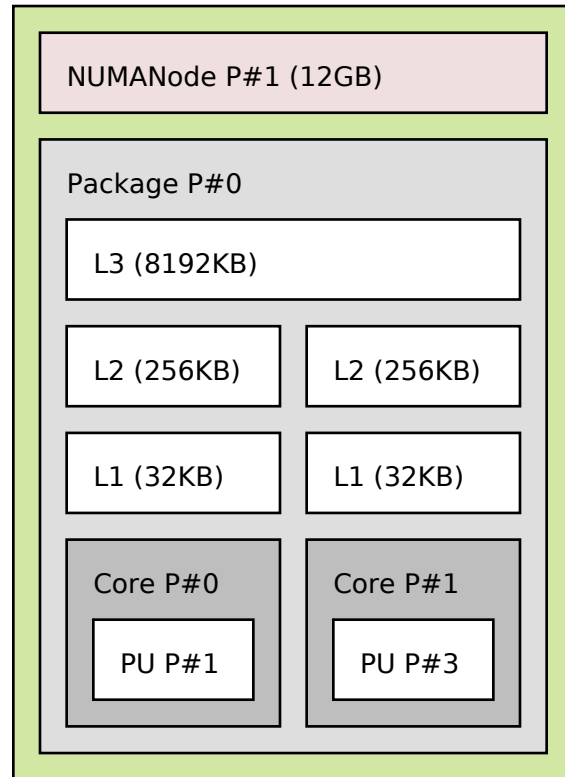 NUMANode P#1 (12GB)
Package P#0
L3 (8192KB)
L2 (256KB) L2 (256KB)
L1 (32KB) L1 (32KB)
Core P#0 Core P#1
PU P#1 PU P#3